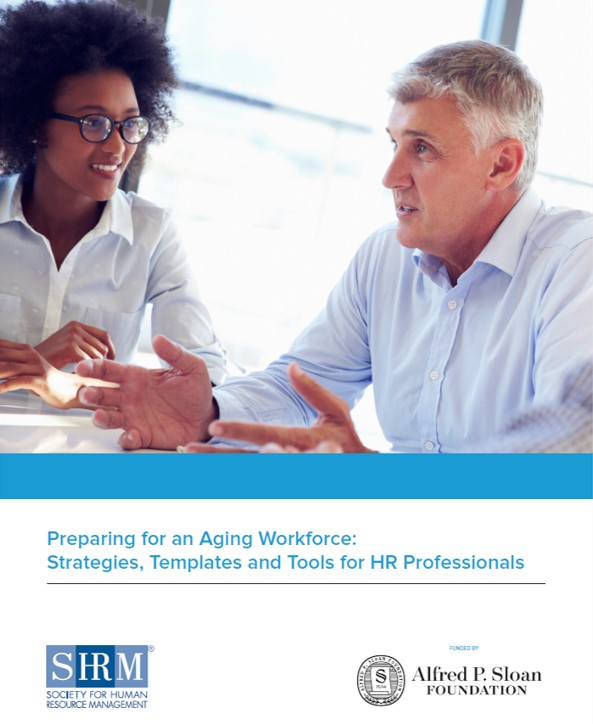 Preparing for an Aging Workforce:
Strategies, Templates and Tools for HR Professionals
SHRM®
SOCIETY FOR HUMAN
RESOURCE MANAGEMENT
FUNDED BY
Alfred P. Sloan
FOUNDATION